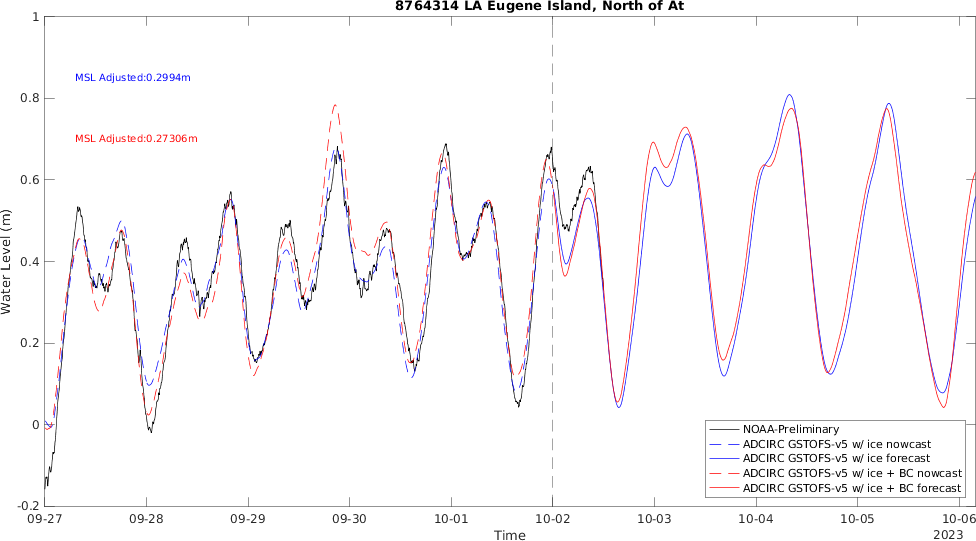 8764314 LA Eugene Island, North of At
MSL Adjusted:0.2994m
MSL Adjusted:0.27306m
Water Level (m)
1
0.8
0.6
0.4
0.2
0
-0.2
NOAA-Preliminary
ADCIRC GSTOFS-v5 w/ ice nowcast
ADCIRC GSTOFS-v5 w/ ice forecast
ADCIRC GSTOFS-v5 w/ ice + BC nowcast
ADCIRC GSTOFS-v5 w/ ice + BC forecast
09-27 09-28 09-29 09-30 10-01 10-02 10-03 10-04 10-05 10-06
Time
2023